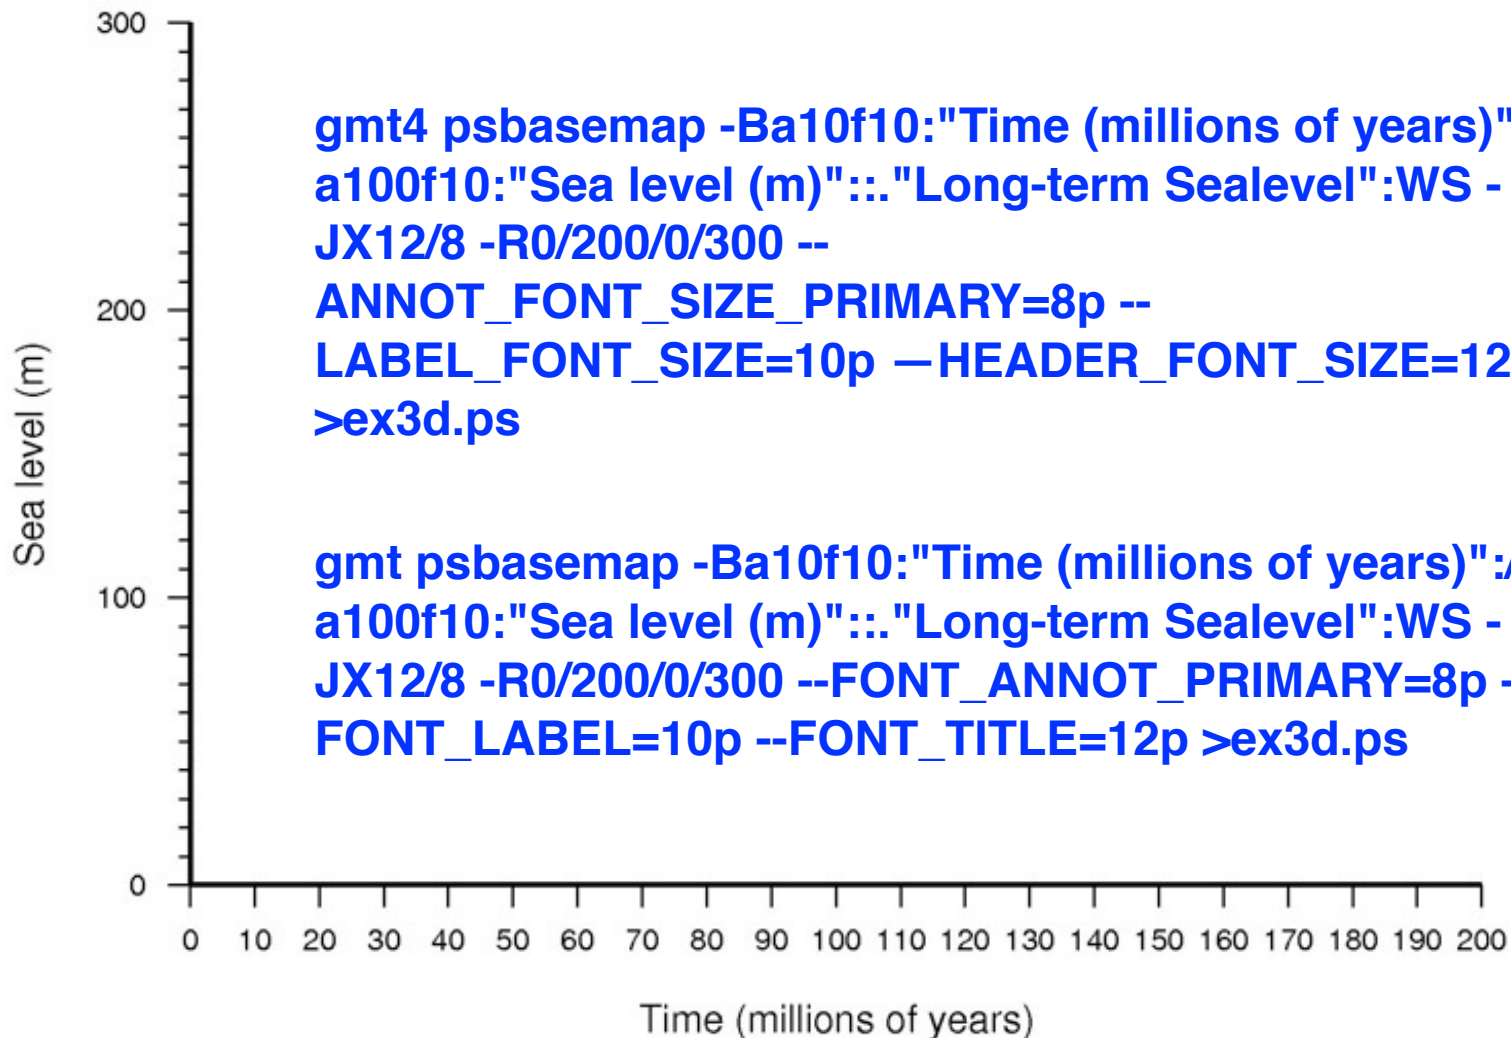 300
gmt4 psbasemap -Ba10f10:"Time (millions of years)"
a100f10:"Sea level (m)"::."Long-term Sealevel":WS -
JX12/8 -R0/200/0/300 --
200
ANNOT_FONT_SIZE_PRIMARY=8p --
LABEL_FONT_SIZE=10p —HEADER_FONT_SIZE=12
>ex3d.ps
Sea level (m)
gmt psbasemap -Ba10f10:"Time (millions of years)":/
100
a100f10:"Sea level (m)"::."Long-term Sealevel":WS -
JX12/8 -R0/200/0/300 --FONT_ANNOT_PRIMARY=8p -
FONT_LABEL=10p --FONT_TITLE=12p >ex3d.ps
0
0 10 20 30 40 50 60 70 80 90 100 110 120 130 140 150 160 170 180 190 200
Time (millions of years)